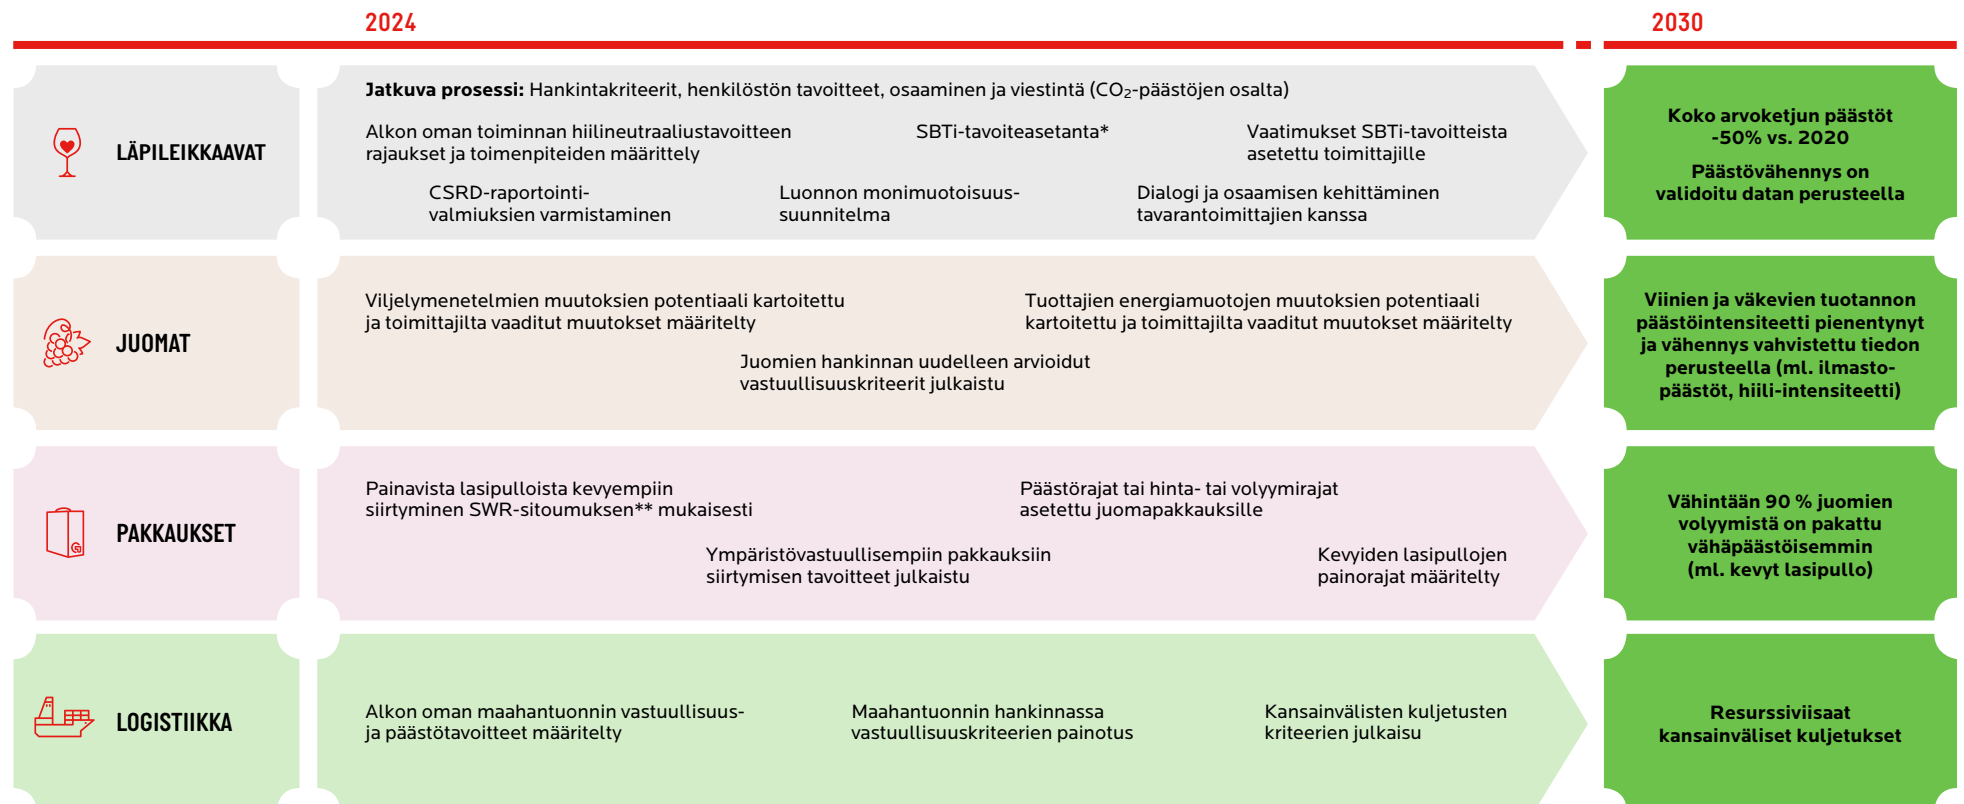 2024
2030
LÄPILEIKKAAVAT
Jatkuva prosessi: Hankintakriteerit, henkilöstön tavoitteet, osaaminen ja viestintä (CO₂-päästöjen osalta)
Alkon oman toiminnan hiilineutraaliustavoitteen
rajaukset ja toimenpiteiden määrittely
SBTi-tavoiteasetanta*
Vaatimukset SBTi-tavoitteista
asetettu toimittajille
CSRD-raportointi-
valmiuksien varmistaminen
Luonnon monimuotoisuus-
suunnitelma
Dialogi ja osaamisen kehittäminen
tavarantoimittajien kanssa
Koko arvoketjun päästöt
-50% vs. 2020
Päästövähennys on
validoitu datan perusteella
JUOMAT
Viljelymenetelmien muutoksien potentiaali kartoitettu
ja toimittajilta vaaditut muutokset määritelty
Tuottajien energiamuotojen muutoksien potentiaali
kartoitettu ja toimittajilta vaaditut muutokset määritelty
Juomien hankinnan uudelleen arvioidut
vastuullisuuskriteerit julkaistu
Viinien ja väkevien tuotannon
päästöintensiteetti pienentynyt
ja vähennys vahvistettu tiedon
perusteella (ml. ilmasto-
päästöt, hiili-intensiteetti)
PAKKAUKSET
Painavista lasipulloista kevyempiin
siirtyminen SWR-sitoumuksen** mukaisesti
Päästörajat tai hinta- tai volyymirajat
asetettu juomapakkauksille
Ympäristövastuullisempiin pakkauksiin
siirtymisen tavoitteet julkaistu
Kevyiden lasipullojen
painorajat määritelty
Vähintään 90 % juomien
volyymistä on pakattu
vähäpäästöisemmin
(ml. kevyt lasipullo)
LOGISTIIKKA
Alkon oman maahantuonnin vastuullisuus-
ja päästötavoitteet määritelty
Maahantuonnin hankinnassa
vastuullisuuskriteerien painotus
Kansainvälisten kuljetusten
kriteerien julkaisu
Resurssiviisaat
kansainväliset kuljetukset